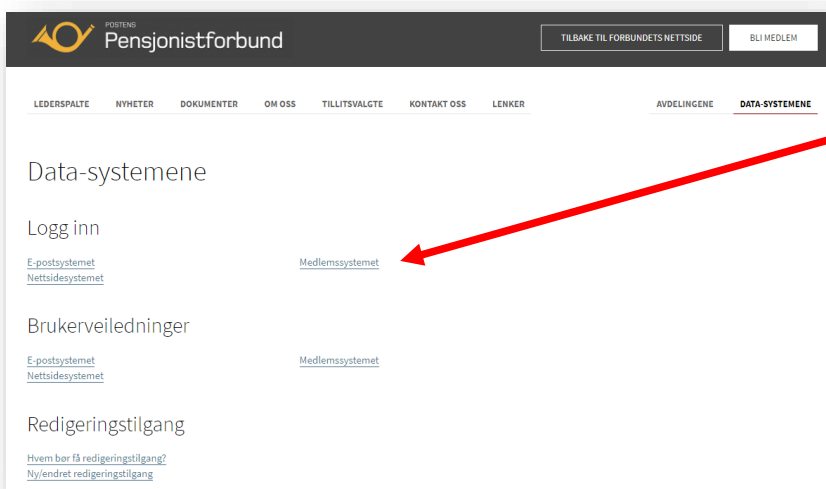 POSTENS
Pensjonistforbund
TILBAKE TIL FORBUNDETS NETTSIDE BLI MEDLEM
LEDERSPALTE NYHETER DOKUMENTER OM OSS TILLITSVALGTE KONTAKT OSS LENKER AVDELINGENE DATA-SYSTEMENE
Data-systemene
Logg inn
E-postsystemet Medlemssystemet
Nettsidesystemet
Brukerveiledninger
E-postsystemet Medlemssystemet
Nettsidesystemet
Redigeringstilgang
Hvem bør få redigeringstilgang?
Ny/endret redigeringstilgang